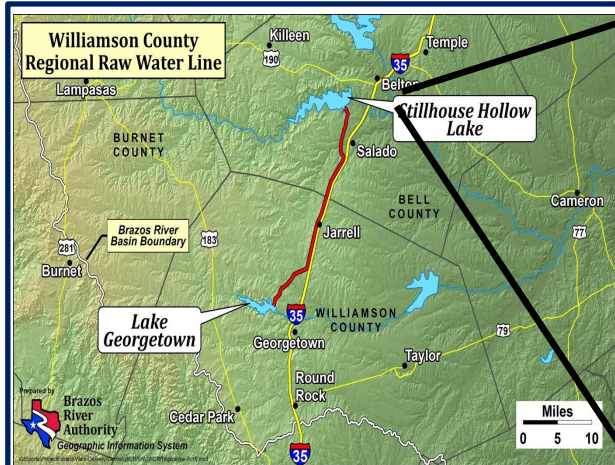 Williamson County
Regional Raw Water Line
Killeen
190
Temple
35
Lampasas
Belton
Stillhouse Hollow
Lake
BURNET
COUNTY
Salado
BELL
COUNTY
Cameron
77
Brazos River
Basin Boundary
183
Jarrell
281
Burnet
Lake
Georgetown
35
WILLIAMSON
COUNTY
Georgetown
79
Taylor
Round
Rock
Cedar Park
Prepared by
Brazos
River
Authority
Geographic Information System
35
Miles
0 5 10